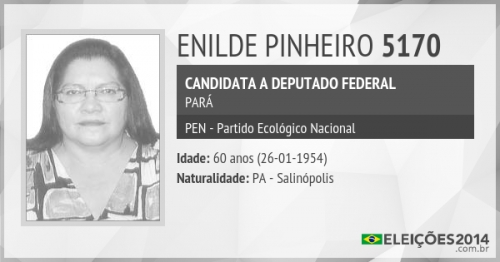 ENILDE PINHEIRO 5170
CANDIDATA A DEPUTADO FEDERAL
PARÁ
PEN - Partido Ecológico Nacional
Idade: 60 anos (26-01-1954)
Naturalidade: PA - Salinópolis
ELEIÇÕES2014
.com.br